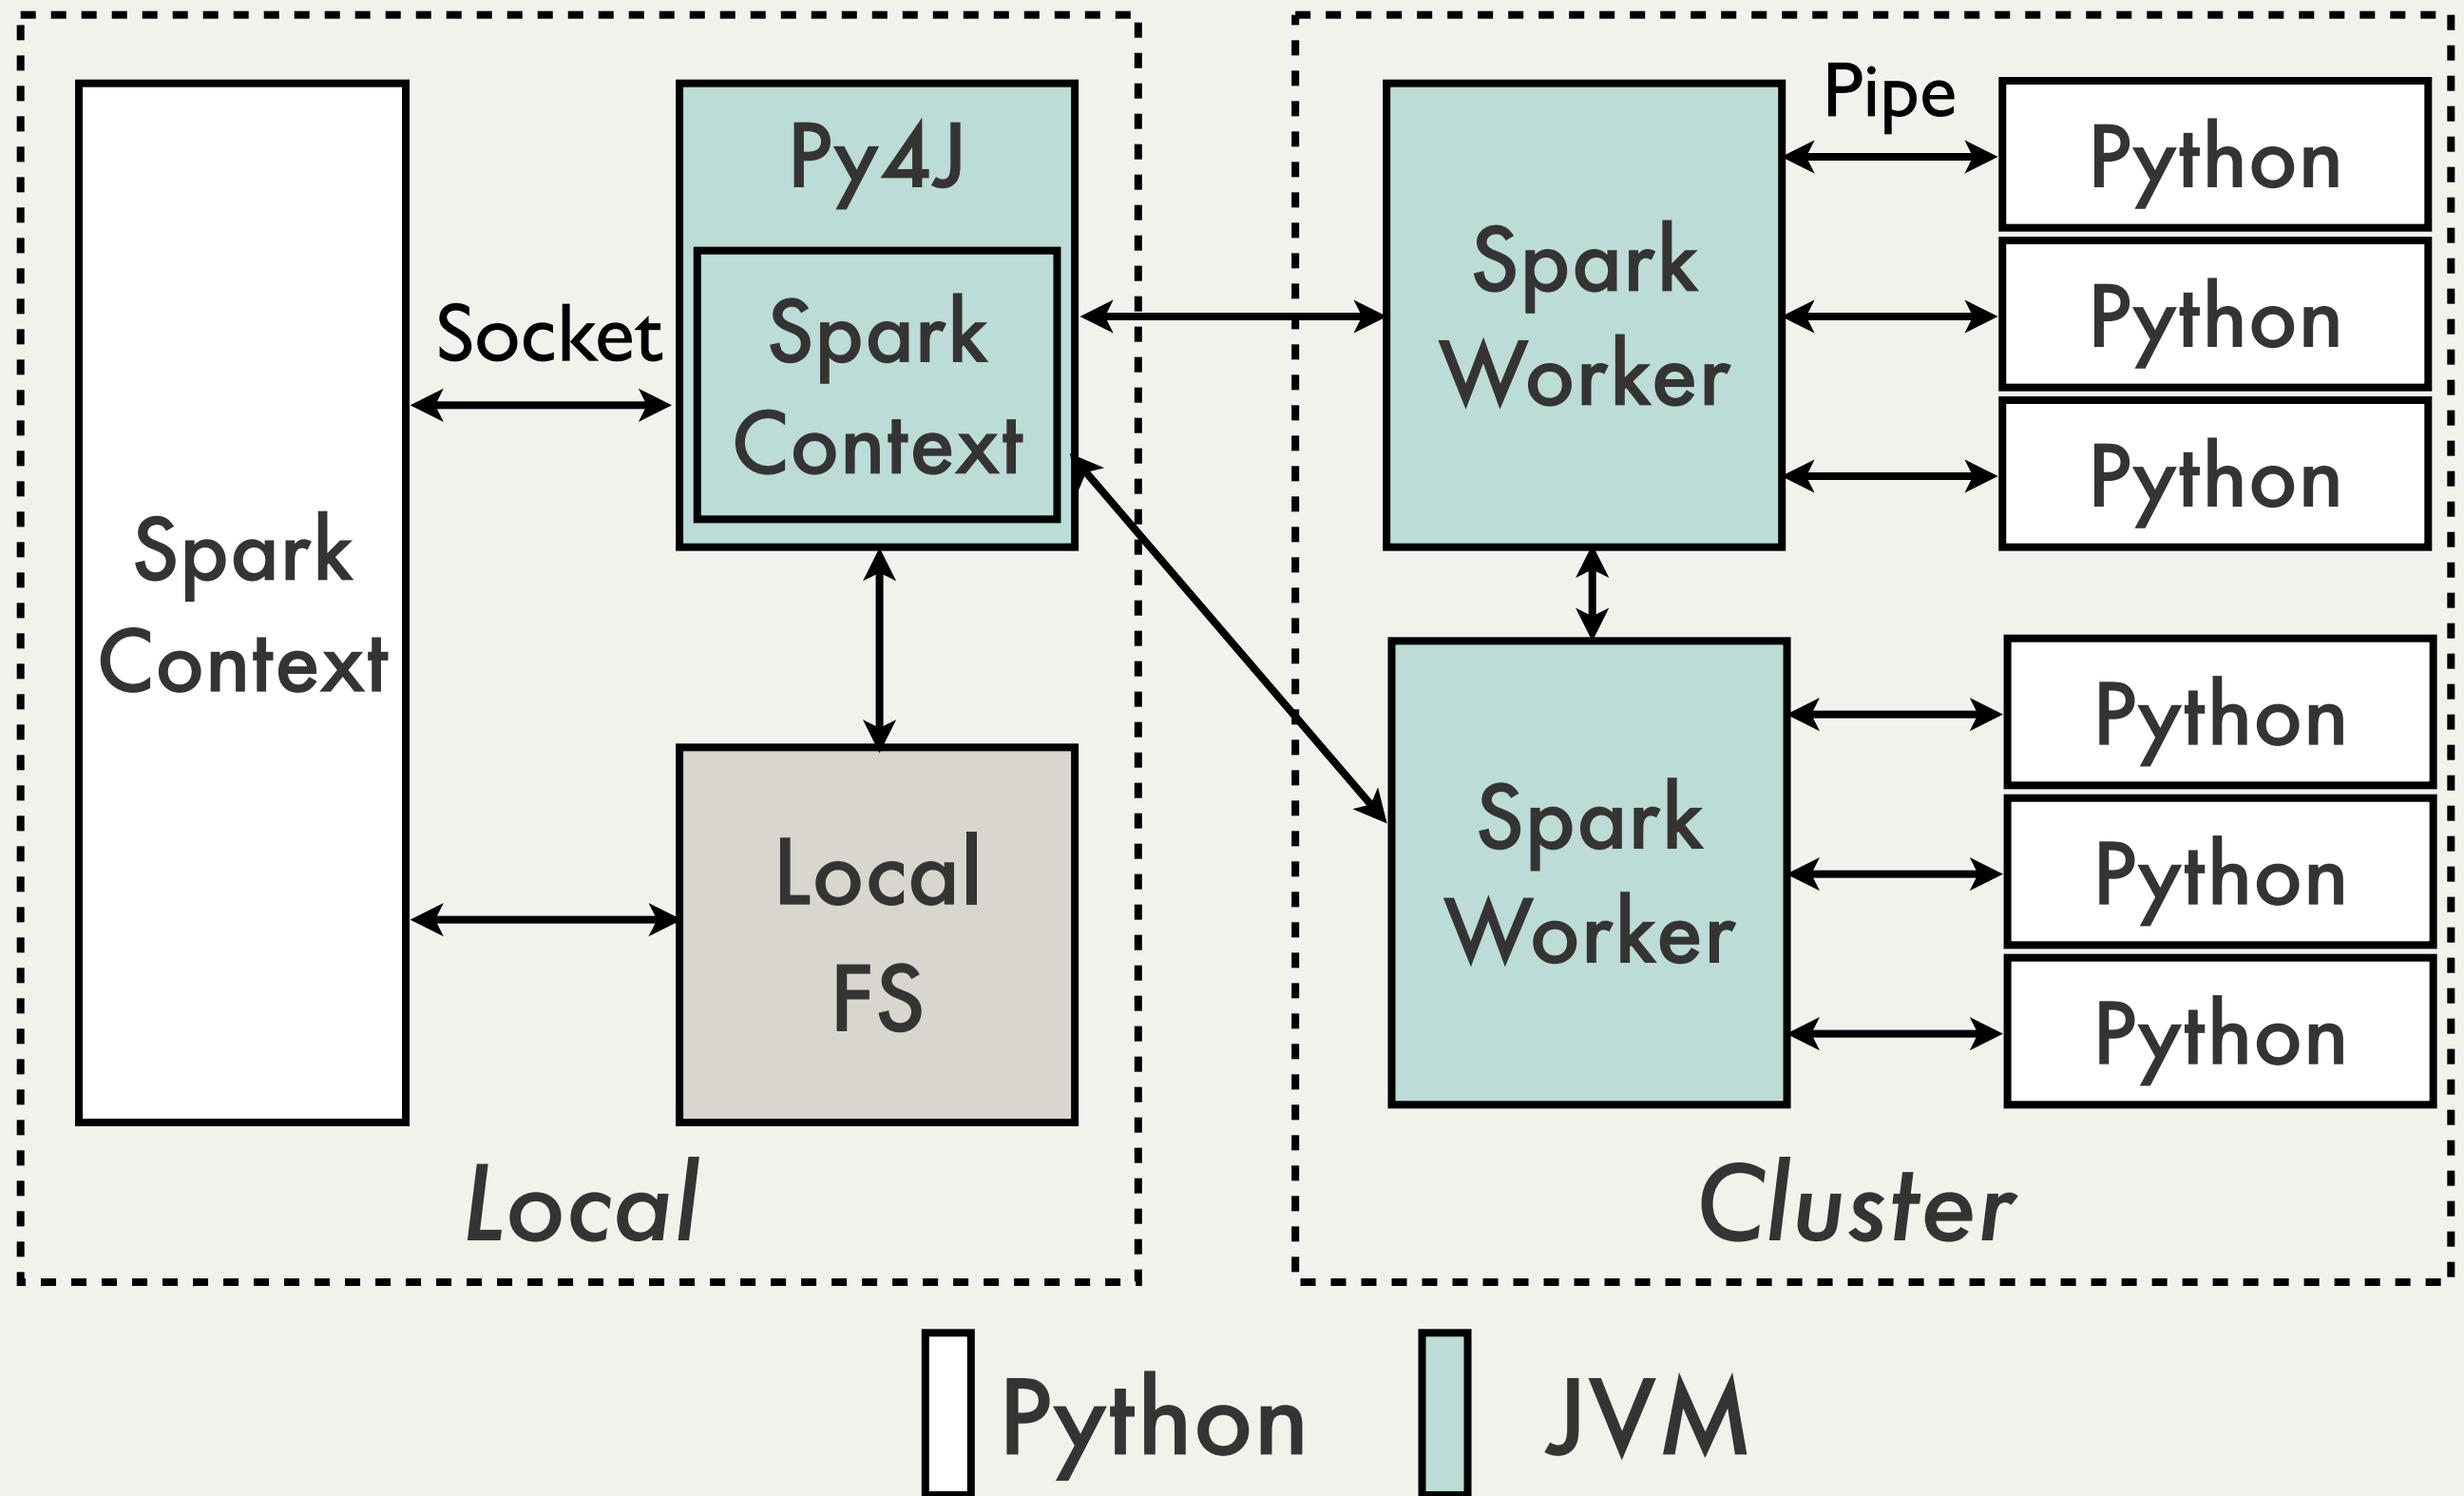 Spark
Context
Socket
Py4J
Spark
Context
Local
FS
Local
Spark
Worker
Pipe
Python
Python
Python
Spark
Worker
Python
Python
Python
Cluster
Python
JVM